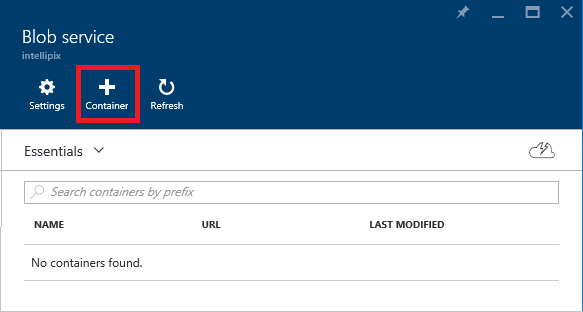 Blob service
intellipix
Settings
Container
Refresh
Essentials
Search containers by prefix
NAME URL LAST MODIFIED
No containers found.